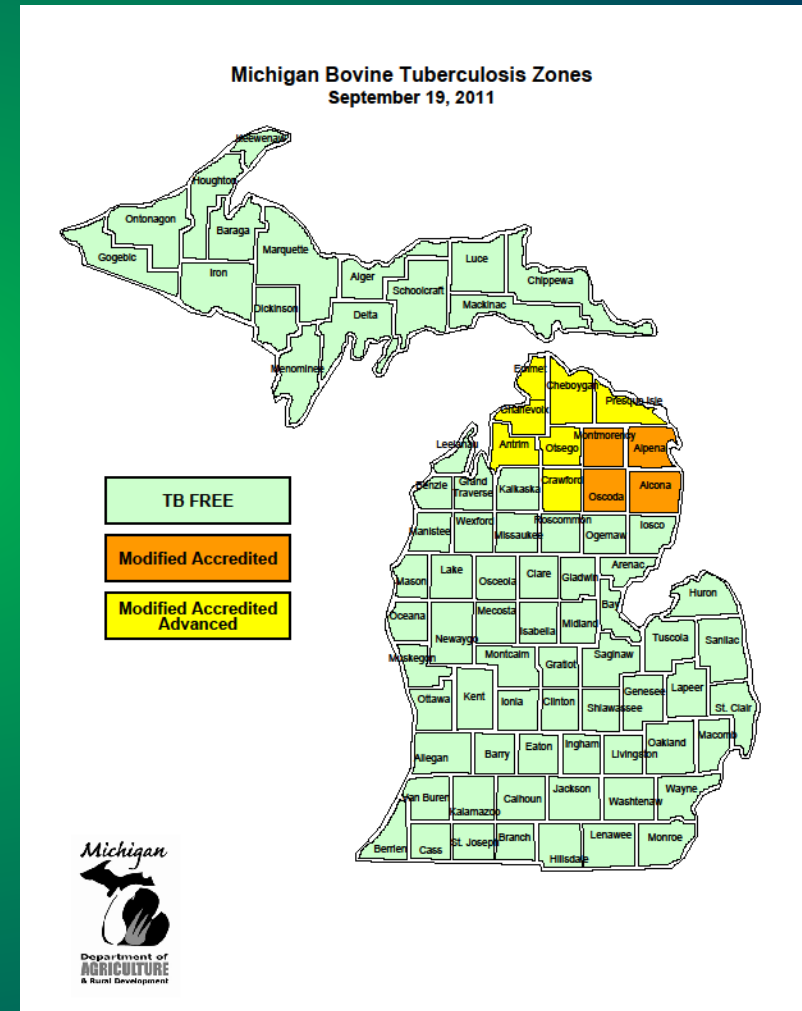 Michigan Bovine Tuberculosis Zones
September 19, 2011
Keewenaw
Houghton
Ontonagon
Baraga
Gogebic
Marquette
Iron
Alger
Luce
Schoolcraft
Chippewa
Dickinson
Delta
Mackinac
Menominee
Emmet
Cheboygan
Presque Isle
Charlevoix
Leelanau
Antrim
Otsego
Montmorency
Alpena
Benzie
Grand
Traverse
Kalkaska
Crawford
Oscoda
Alcona
TB FREE
Manistee
Wexford
Missaukee
Roscommon
Ogemaw
Iosco
Modified Accredited
Mason
Lake
Osceola
Clare
Gladwin
Arenac
Modified Accredited
Advanced
Oceana
Newaygo
Mecosta
Isabella
Midland
Bay
Huron
Muskegon
Montcalm
Gratiot
Saginaw
Tuscola
Sanilac
Ottawa
Kent
Ionia
Clinton
Shiawassee
Genesee
Lapeer
St. Clair
Allegan
Barry
Eaton
Ingham
Livingston
Oakland
Macomb
Van Buren
Kalamazoo
Calhoun
Jackson
Washtenaw
Wayne
Berrien
Cass
St. Joseph
Branch
Hillsdale
Lenawee
Monroe
Michigan
Department of
AGRICULTURE
& Rural Development